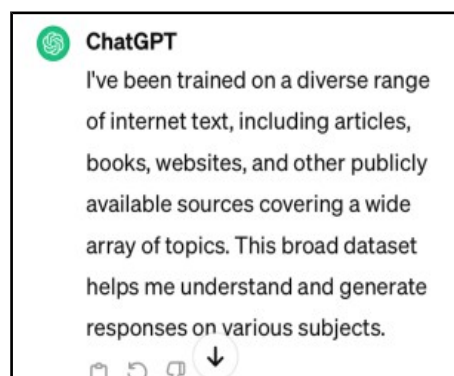 ChatGPT
I've been trained on a diverse range
of internet text, including articles,
books, websites, and other publicly
available sources covering a wide
array of topics. This broad dataset
helps me understand and generate
responses on various subjects.